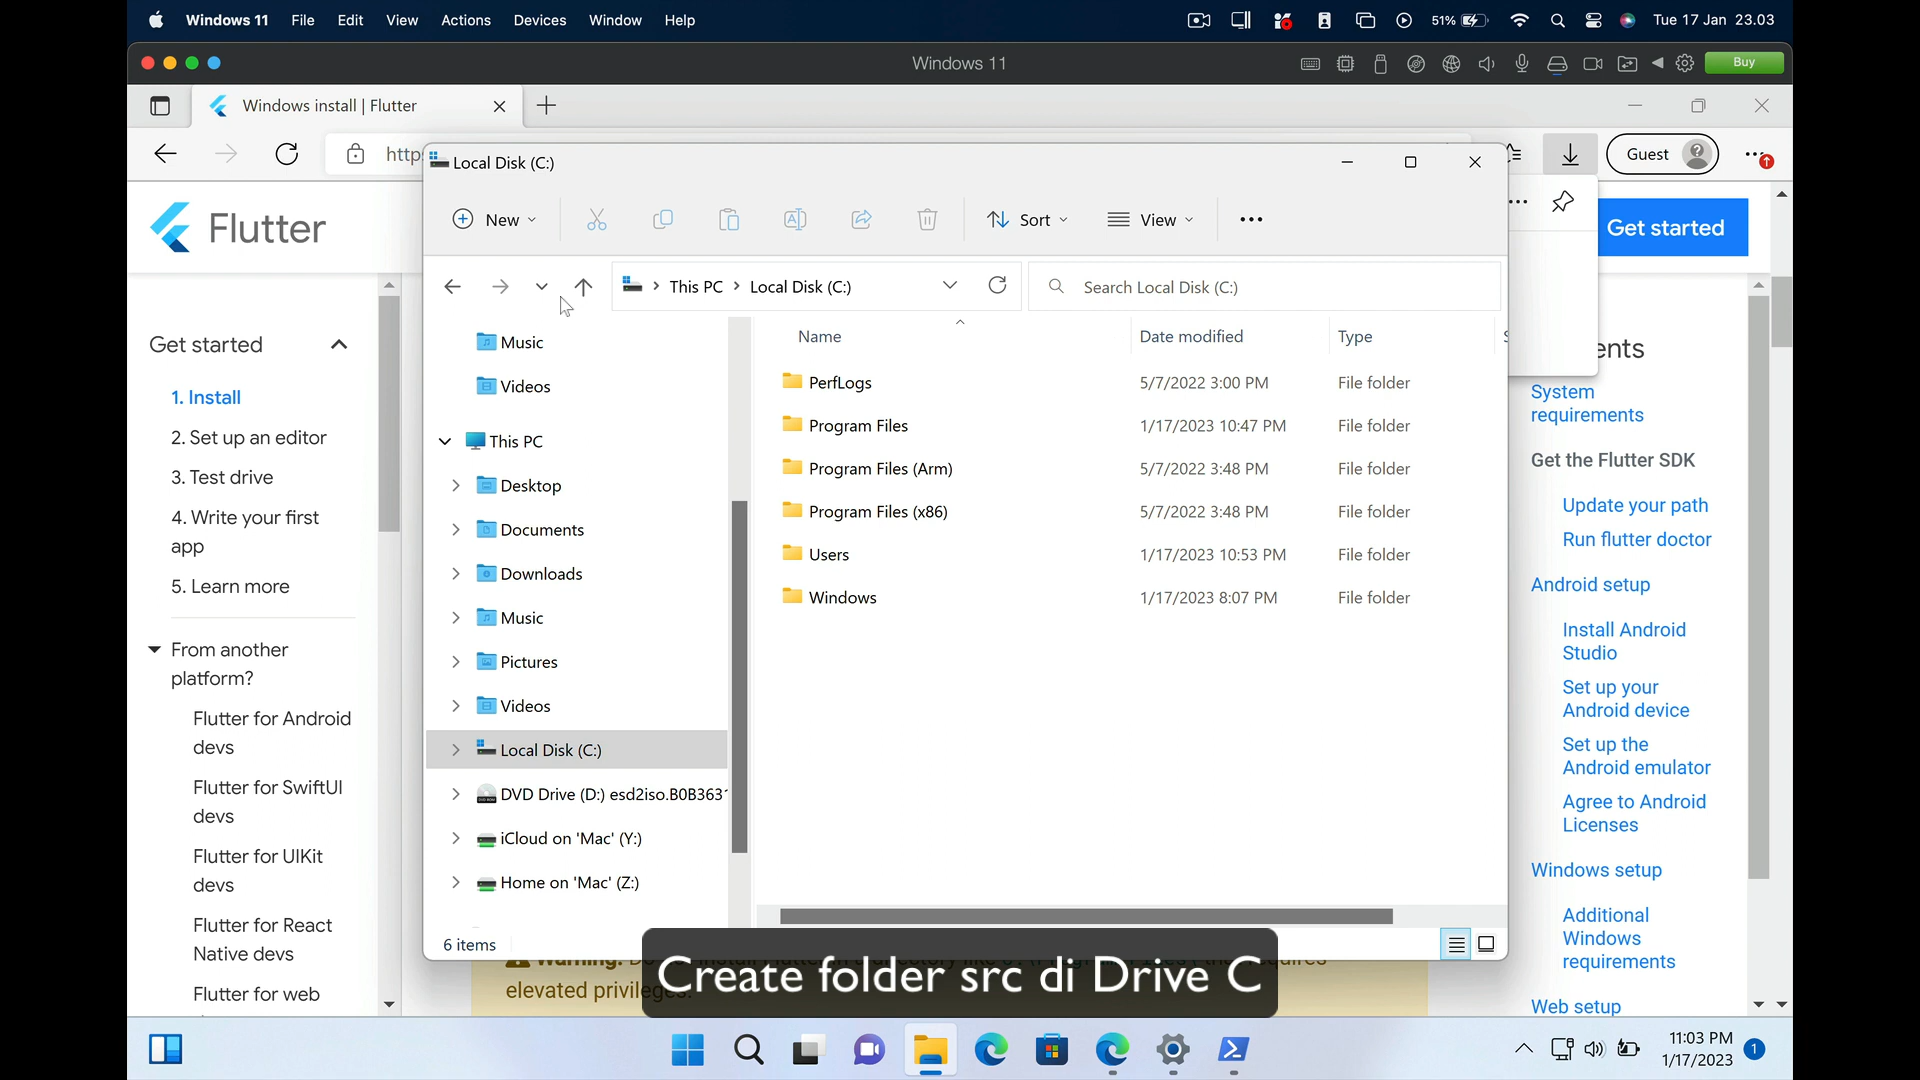 Windows 11 File Edit View Actions Devices Window Help 51% Tue 17 Jan 23.03
Windows 11 Buy
Windows install | Flutter
http Guest
Local Disk (C:)
Flutter
Get started
New Sort View
This PC Local Disk (C:)
Search Local Disk (C:)
Get started
1. Install
2. Set up an editor
3. Test drive
4. Write your first
app
5. Learn more
From another
platform?
Flutter for Android
devs
Flutter for SwiftUI
devs
Flutter for UIKit
devs
Flutter for React
Native devs
Flutter for web
Music
Videos
This PC
Desktop
Documents
Downloads
Music
Pictures
Videos
Local Disk (C:)
DVD Drive (D:) esd2iso.B0B363
iCloud on 'Mac' (Y:)
Home on 'Mac' (Z:)
Name Date modified Type
PerfLogs 5/7/2022 3:00 PM File folder
Program Files 1/17/2023 10:47 PM File folder
Program Files (Arm) 5/7/2022 3:48 PM File folder
Program Files (x86) 5/7/2022 3:48 PM File folder
Users 1/17/2023 10:53 PM File folder
Windows 1/17/2023 8:07 PM File folder
6 items
ents
System
requirements
Get the Flutter SDK
Update your path
Run flutter doctor
Android setup
Install Android
Studio
Set up your
Android device
Set up the
Android emulator
Agree to Android
Licenses
Windows setup
Additional
Windows
requirements
Web setup
elevated privileges.
Create folder src di Drive C
11:03 PM
1/17/2023 1